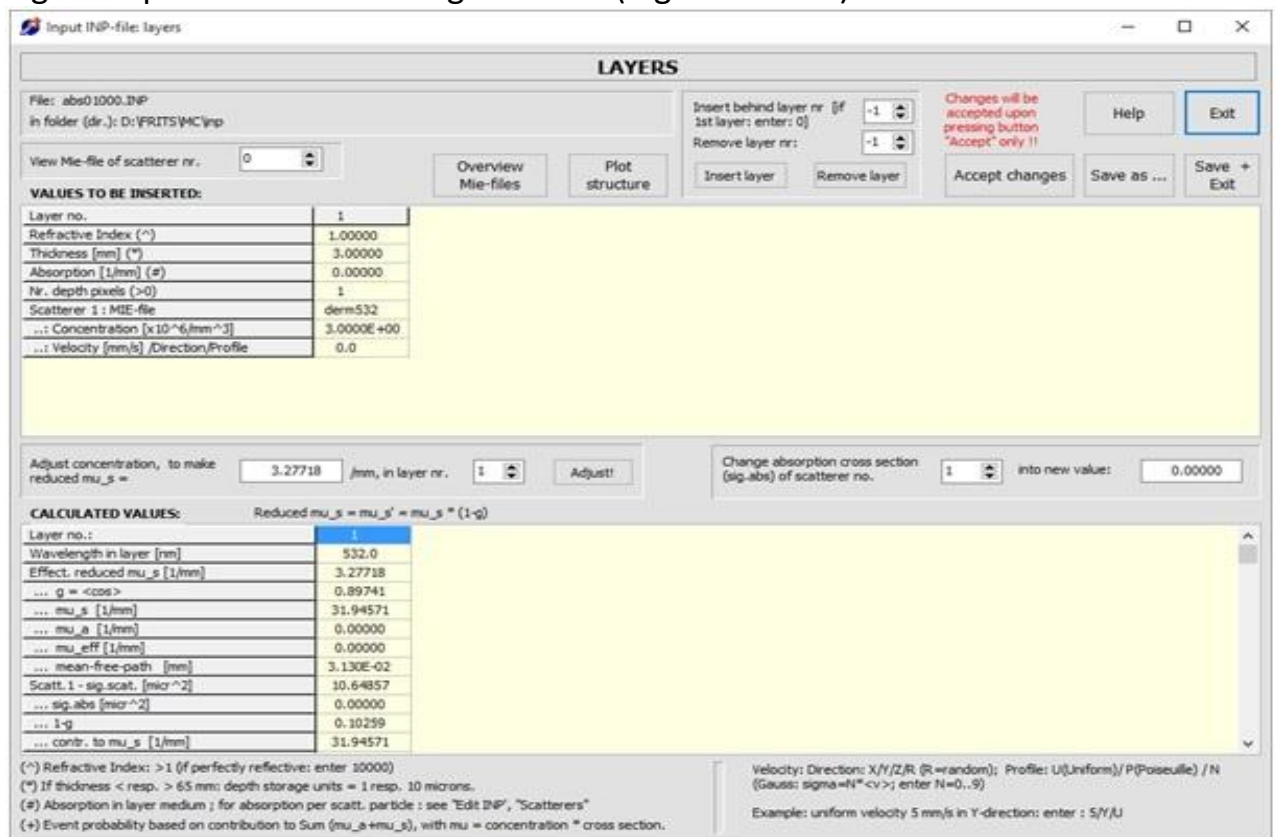 Input INP-file: layers
LAYERS
File: abs01000.INP
in folder (dir.): D:\FRITS\MC\inp
Insert behind layer nr [if
1st layer: enter: 0]
-1
Remove layer nr:
-1
Changes will be
accepted upon
pressing button
"Accept" only !!
Help
Exit
View Mie-file of scatterer nr.
0
Overview
Mie-files
Plot
structure
Insert layer
Remove layer
Accept changes
Save as ...
Save +
Exit
VALUES TO BE INSERTED:
Layer no. 1
Refractive Index (^) 1.00000
Thickness [mm] (*) 3.00000
Absorption [1/mm] (#) 0.00000
Nr. depth pixels (>0) 1
Scatterer 1 : MIE-file derm532
...: Concentration [x10^6/mm^3] 3.0000E+00
...: Velocity [mm/s] /Direction/Profile 0.0
Adjust concentration, to make
reduced mu_s = 3.27718 /mm, in layer nr. 1 Adjust!
Change absorption cross section
(sig.abs) of scatterer no. 1 into new value: 0.00000
CALCULATED VALUES: Reduced mu_s = mu_s' = mu_s * (1-g)
Layer no.: 1
Wavelength in layer [nm] 532.0
Effect. reduced mu_s [1/mm] 3.27718
... g = <cos> 0.89741
... mu_s [1/mm] 31.94571
... mu_a [1/mm] 0.00000
... mu_eff [1/mm] 0.00000
... mean-free-path [mm] 3.130E-02
Scatt.1 - sig.scat. [micr^2] 10.64857
... sig.abs [micr^2] 0.00000
... 1-g 0.10259
... contr. to mu_s [1/mm] 31.94571
(^) Refractive Index: >1 (if perfectly reflective: enter 10000)
(*) If thickness < resp. > 65 mm: depth storage units = 1 resp. 10 microns.
(#) Absorption in layer medium ; for absorption per scatt. particle : see "Edit INP", "Scatterers"
(+) Event probability based on contribution to Sum (mu_a+mu_s), with mu = concentration * cross section.
Velocity: Direction: X/Y/Z/R (R=random); Profile: U(Uniform)/ P(Poiseuille) / N
(Gauss: sigma=N*<v>; enter N=0..9)
Example: uniform velocity 5 mm/s in Y-direction: enter : 5/Y/U